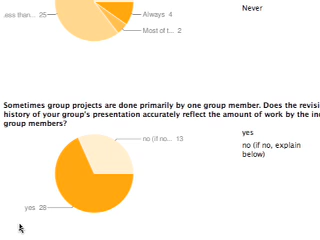 Never
ass than... 25
Always 4
Most of t... 2
Sometimes group projects are done primarily by one group member. Does the revisi
history of your group's presentation accurately reflect the amount of work by the in
group members?
no (if no... 13
yes
no (if no, explain
below)
yes 28